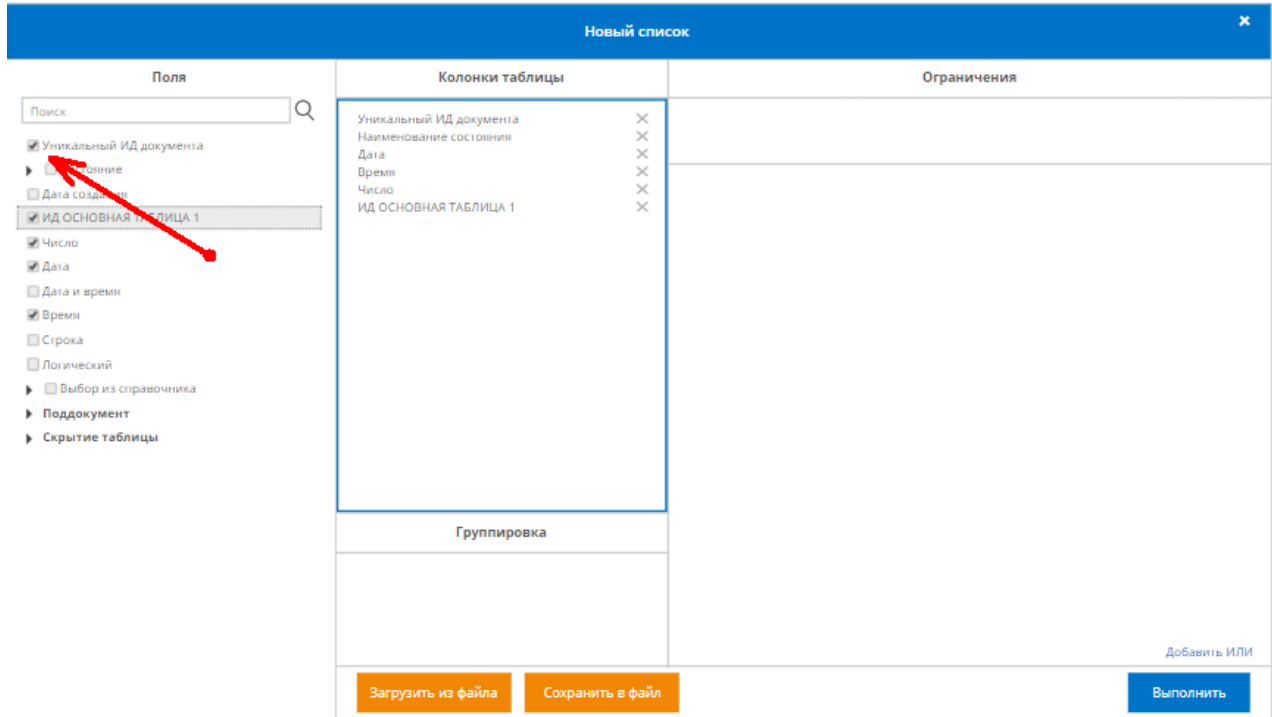 Новый список
Поля
Поиск
Уникальный ИД документа
Дата создания
ИД ОСНОВНАЯ ТАБЛИЦА 1
Число
Дата
Дата и время
Время
Строка
Логический
Выбор из справочника
Поддокумент
Скрытие таблицы
Колонки таблицы
Уникальный ИД документа
Наименование состояния
Дата
Время
Число
ИД ОСНОВНАЯ ТАБЛИЦА 1
Группировка
Загрузить из файла
Сохранить в файл
Ограничения
Добавить ИЛИ
Выполнить